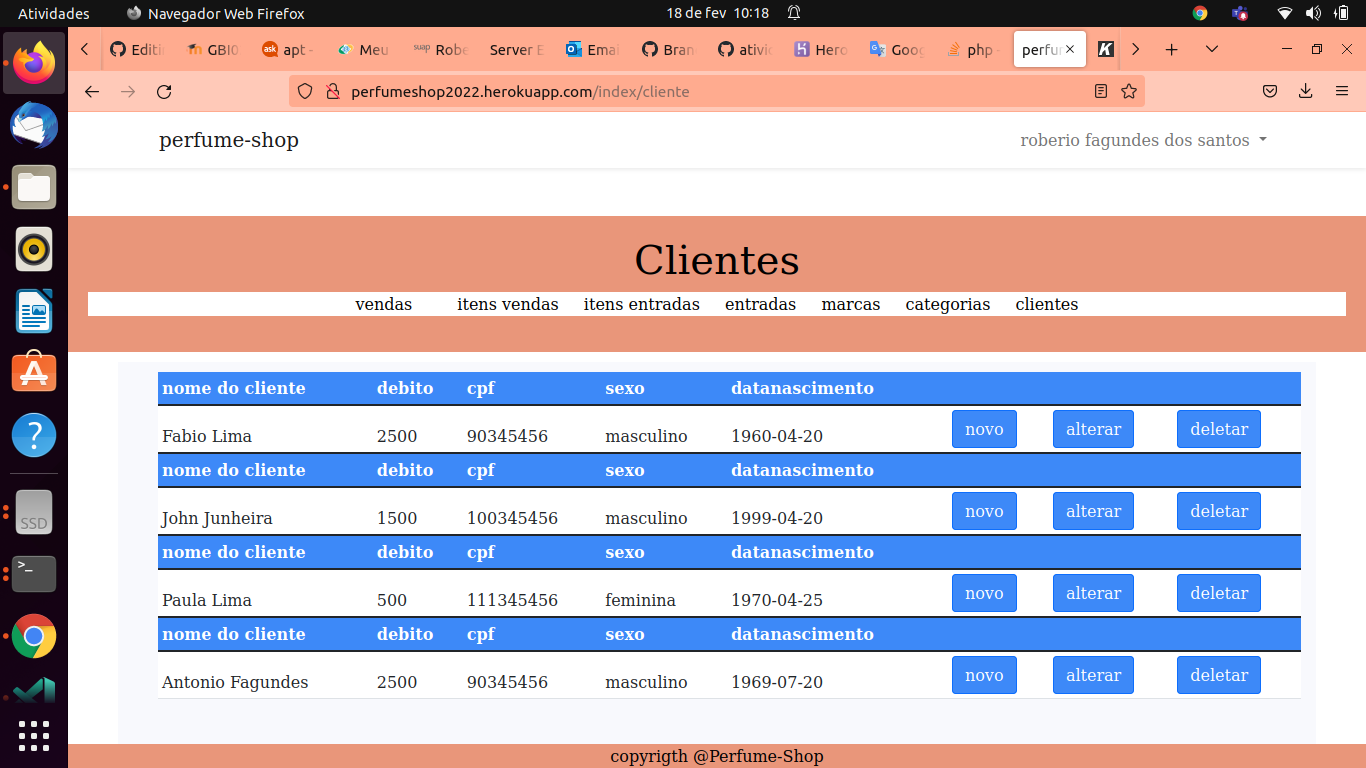 Atividades Navegador Web Firefox 18 de fev 10:18
Editi GBI0 ask apt - Meu suap Robe Server E Emai Bran ativi Hero Goog php - perfur K
perfumeshop2022.herokuapp.com/index/cliente
perfume-shop roberio fagundes dos santos
Clientes
vendas itens vendas itens entradas entradas marcas categorias clientes
nome do cliente debito cpf sexo datanascimento
Fabio Lima 2500 90345456 masculino 1960-04-20 novo alterar deletar
nome do cliente debito cpf sexo datanascimento
John Junheira 1500 100345456 masculino 1999-04-20 novo alterar deletar
nome do cliente debito cpf sexo datanascimento
Paula Lima 500 111345456 feminina 1970-04-25 novo alterar deletar
nome do cliente debito cpf sexo datanascimento
Antonio Fagundes 2500 90345456 masculino 1969-07-20 novo alterar deletar
SSD
copyrigth @Perfume-Shop